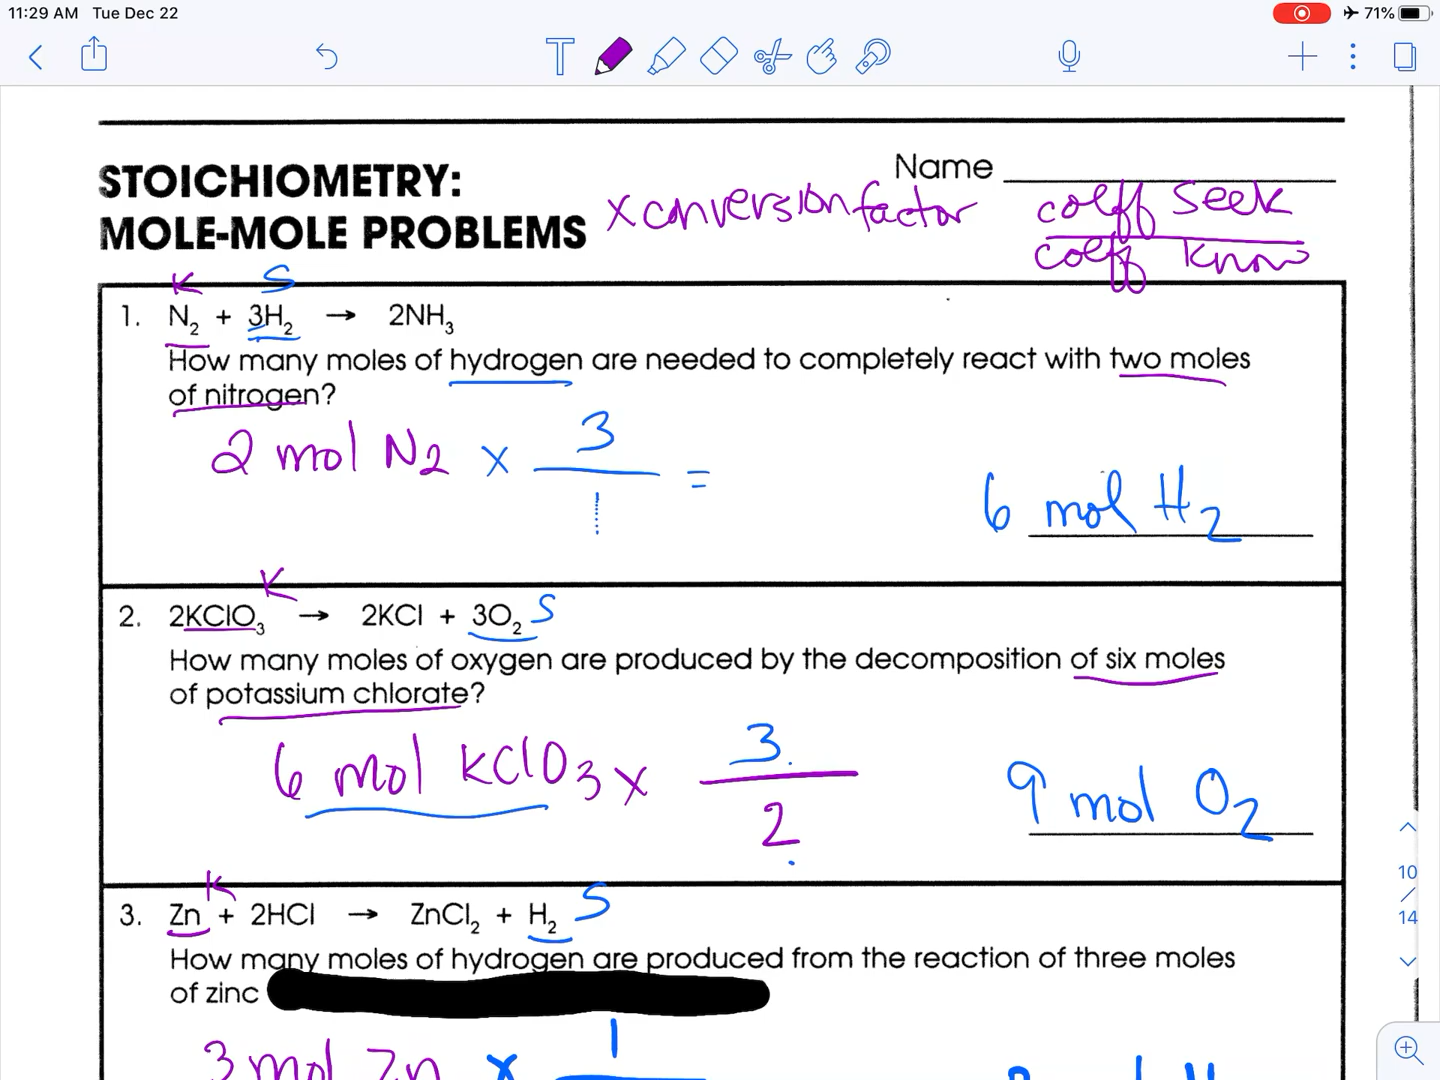 11:29 AM Tue Dec 22
71%
T
Name
STOICHIOMETRY:
MOLE-MOLE PROBLEMS
x conversion factor
coeff seek
coeff know
K S
1. N₂ + 3H₂ → 2NH₃
How many moles of hydrogen are needed to completely react with two moles
of nitrogen?
2 mol N2 x 3
1
=
6 mol H2
K
2. 2KClO₃ → 2KCl + 3O₂ S
How many moles of oxygen are produced by the decomposition of six moles
of potassium chlorate?
6 mol KClO3 x 3
2
9 mol O2
K
3. Zn + 2HCl → ZnCl₂ + H₂ S
How many moles of hydrogen are produced from the reaction of three moles
of zinc
3 mol Zn x 1
10
/
14